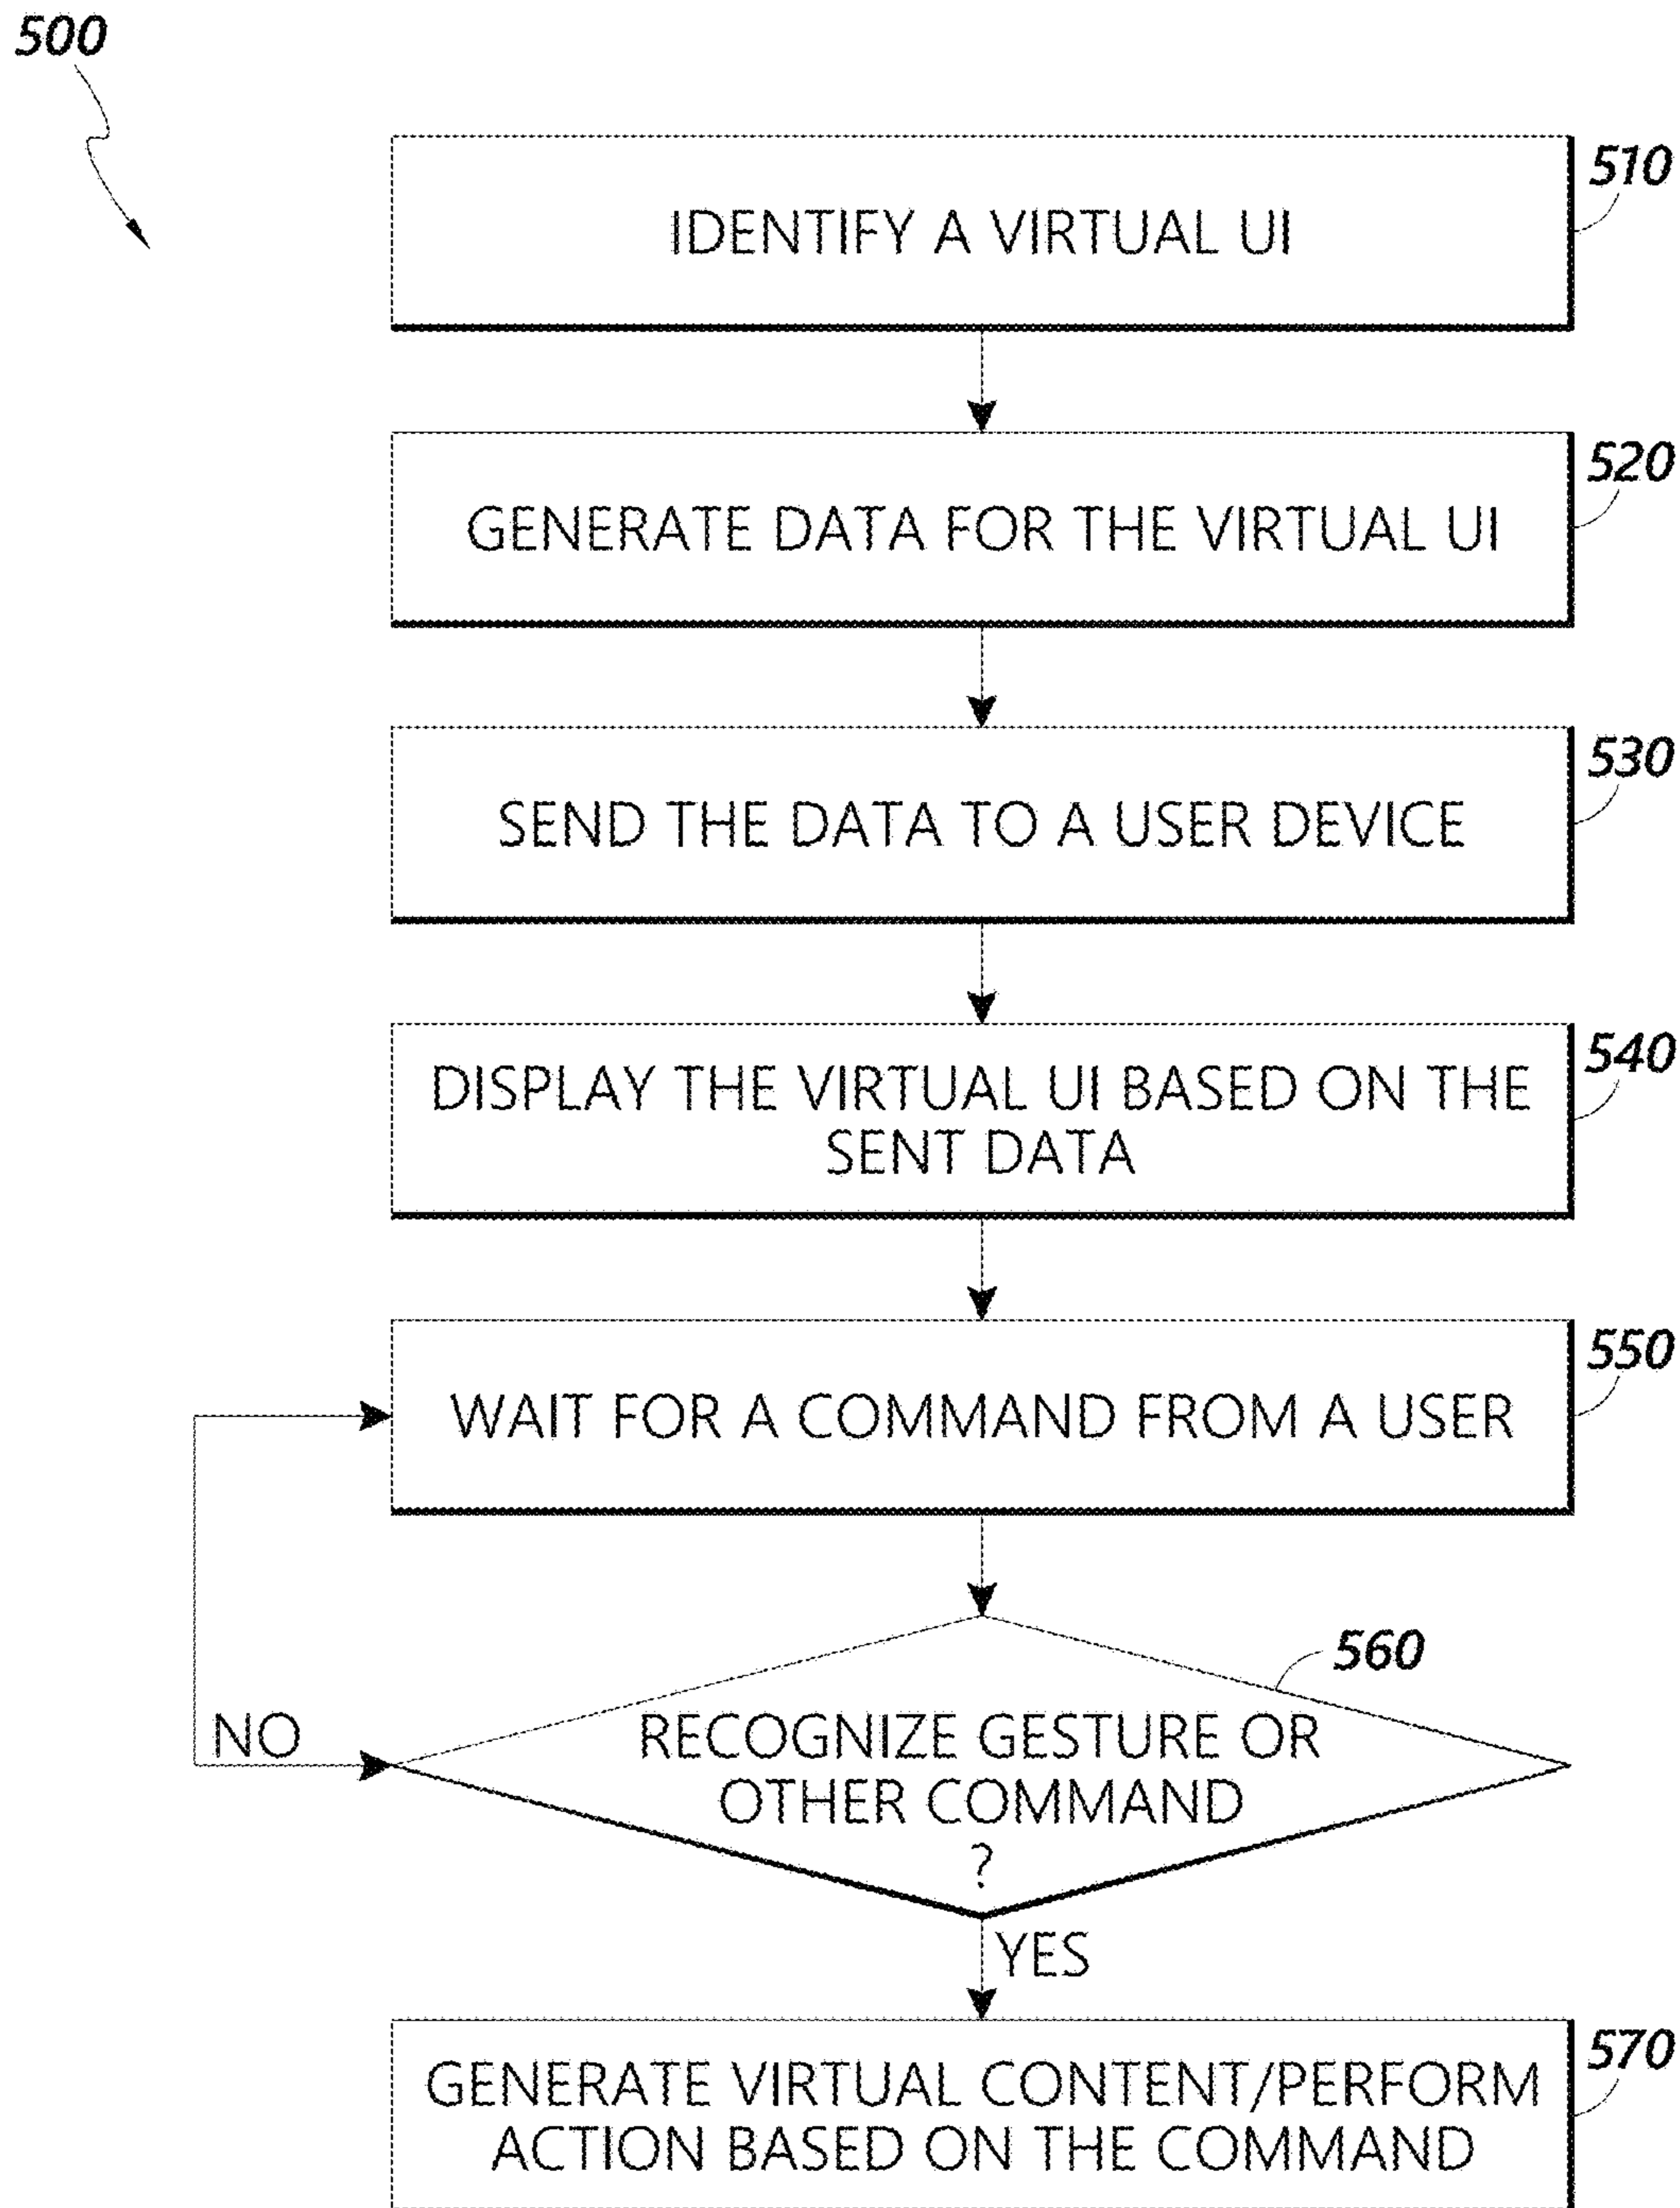 500
510
IDENTIFY A VIRTUAL UI
520
GENERATE DATA FOR THE VIRTUAL UI
530
SEND THE DATA TO A USER DEVICE
540
DISPLAY THE VIRTUAL UI BASED ON THE
SENT DATA
550
WAIT FOR A COMMAND FROM A USER
560
NO
RECOGNIZE GESTURE OR
OTHER COMMAND
?
YES
570
GENERATE VIRTUAL CONTENT/PERFORM
ACTION BASED ON THE COMMAND